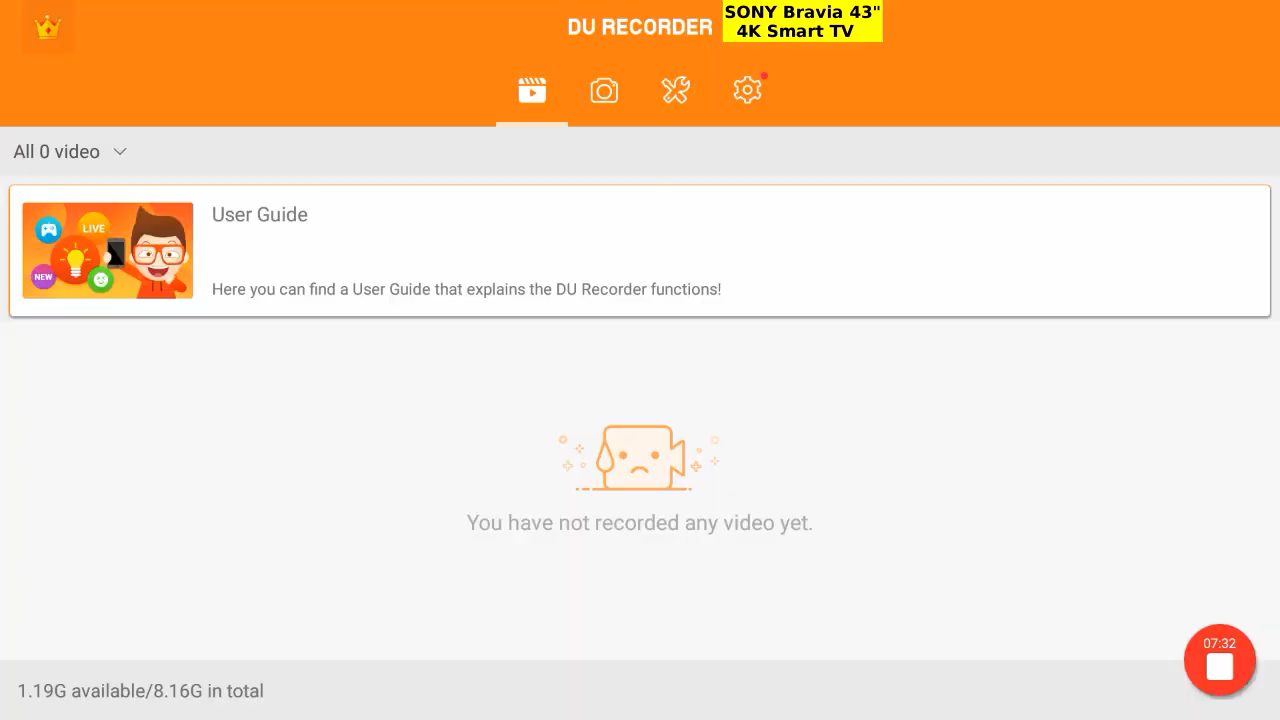 DU RECORDER
SONY Bravia 43"
4K Smart TV
All 0 video
LIVE
NEW
User Guide
Here you can find a User Guide that explains the DU Recorder functions!
You have not recorded any video yet.
07:32
1.19G available/8.16G in total